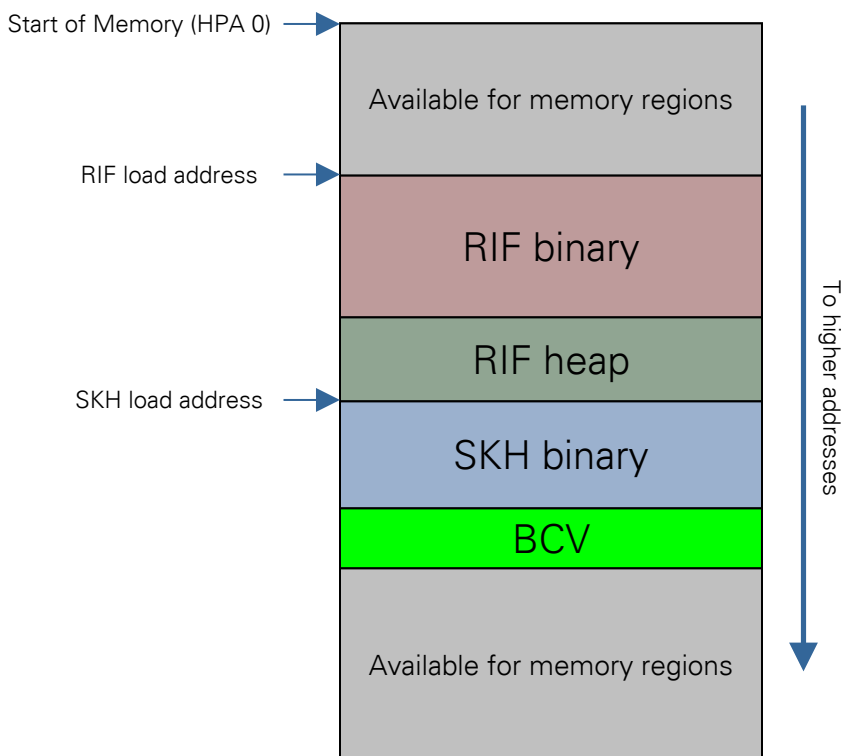 Start of Memory (HPA 0)
Available for memory regions
RIF load address
RIF binary
To higher addresses
RIF heap
SKH load address
SKH binary
BCV
Available for memory regions